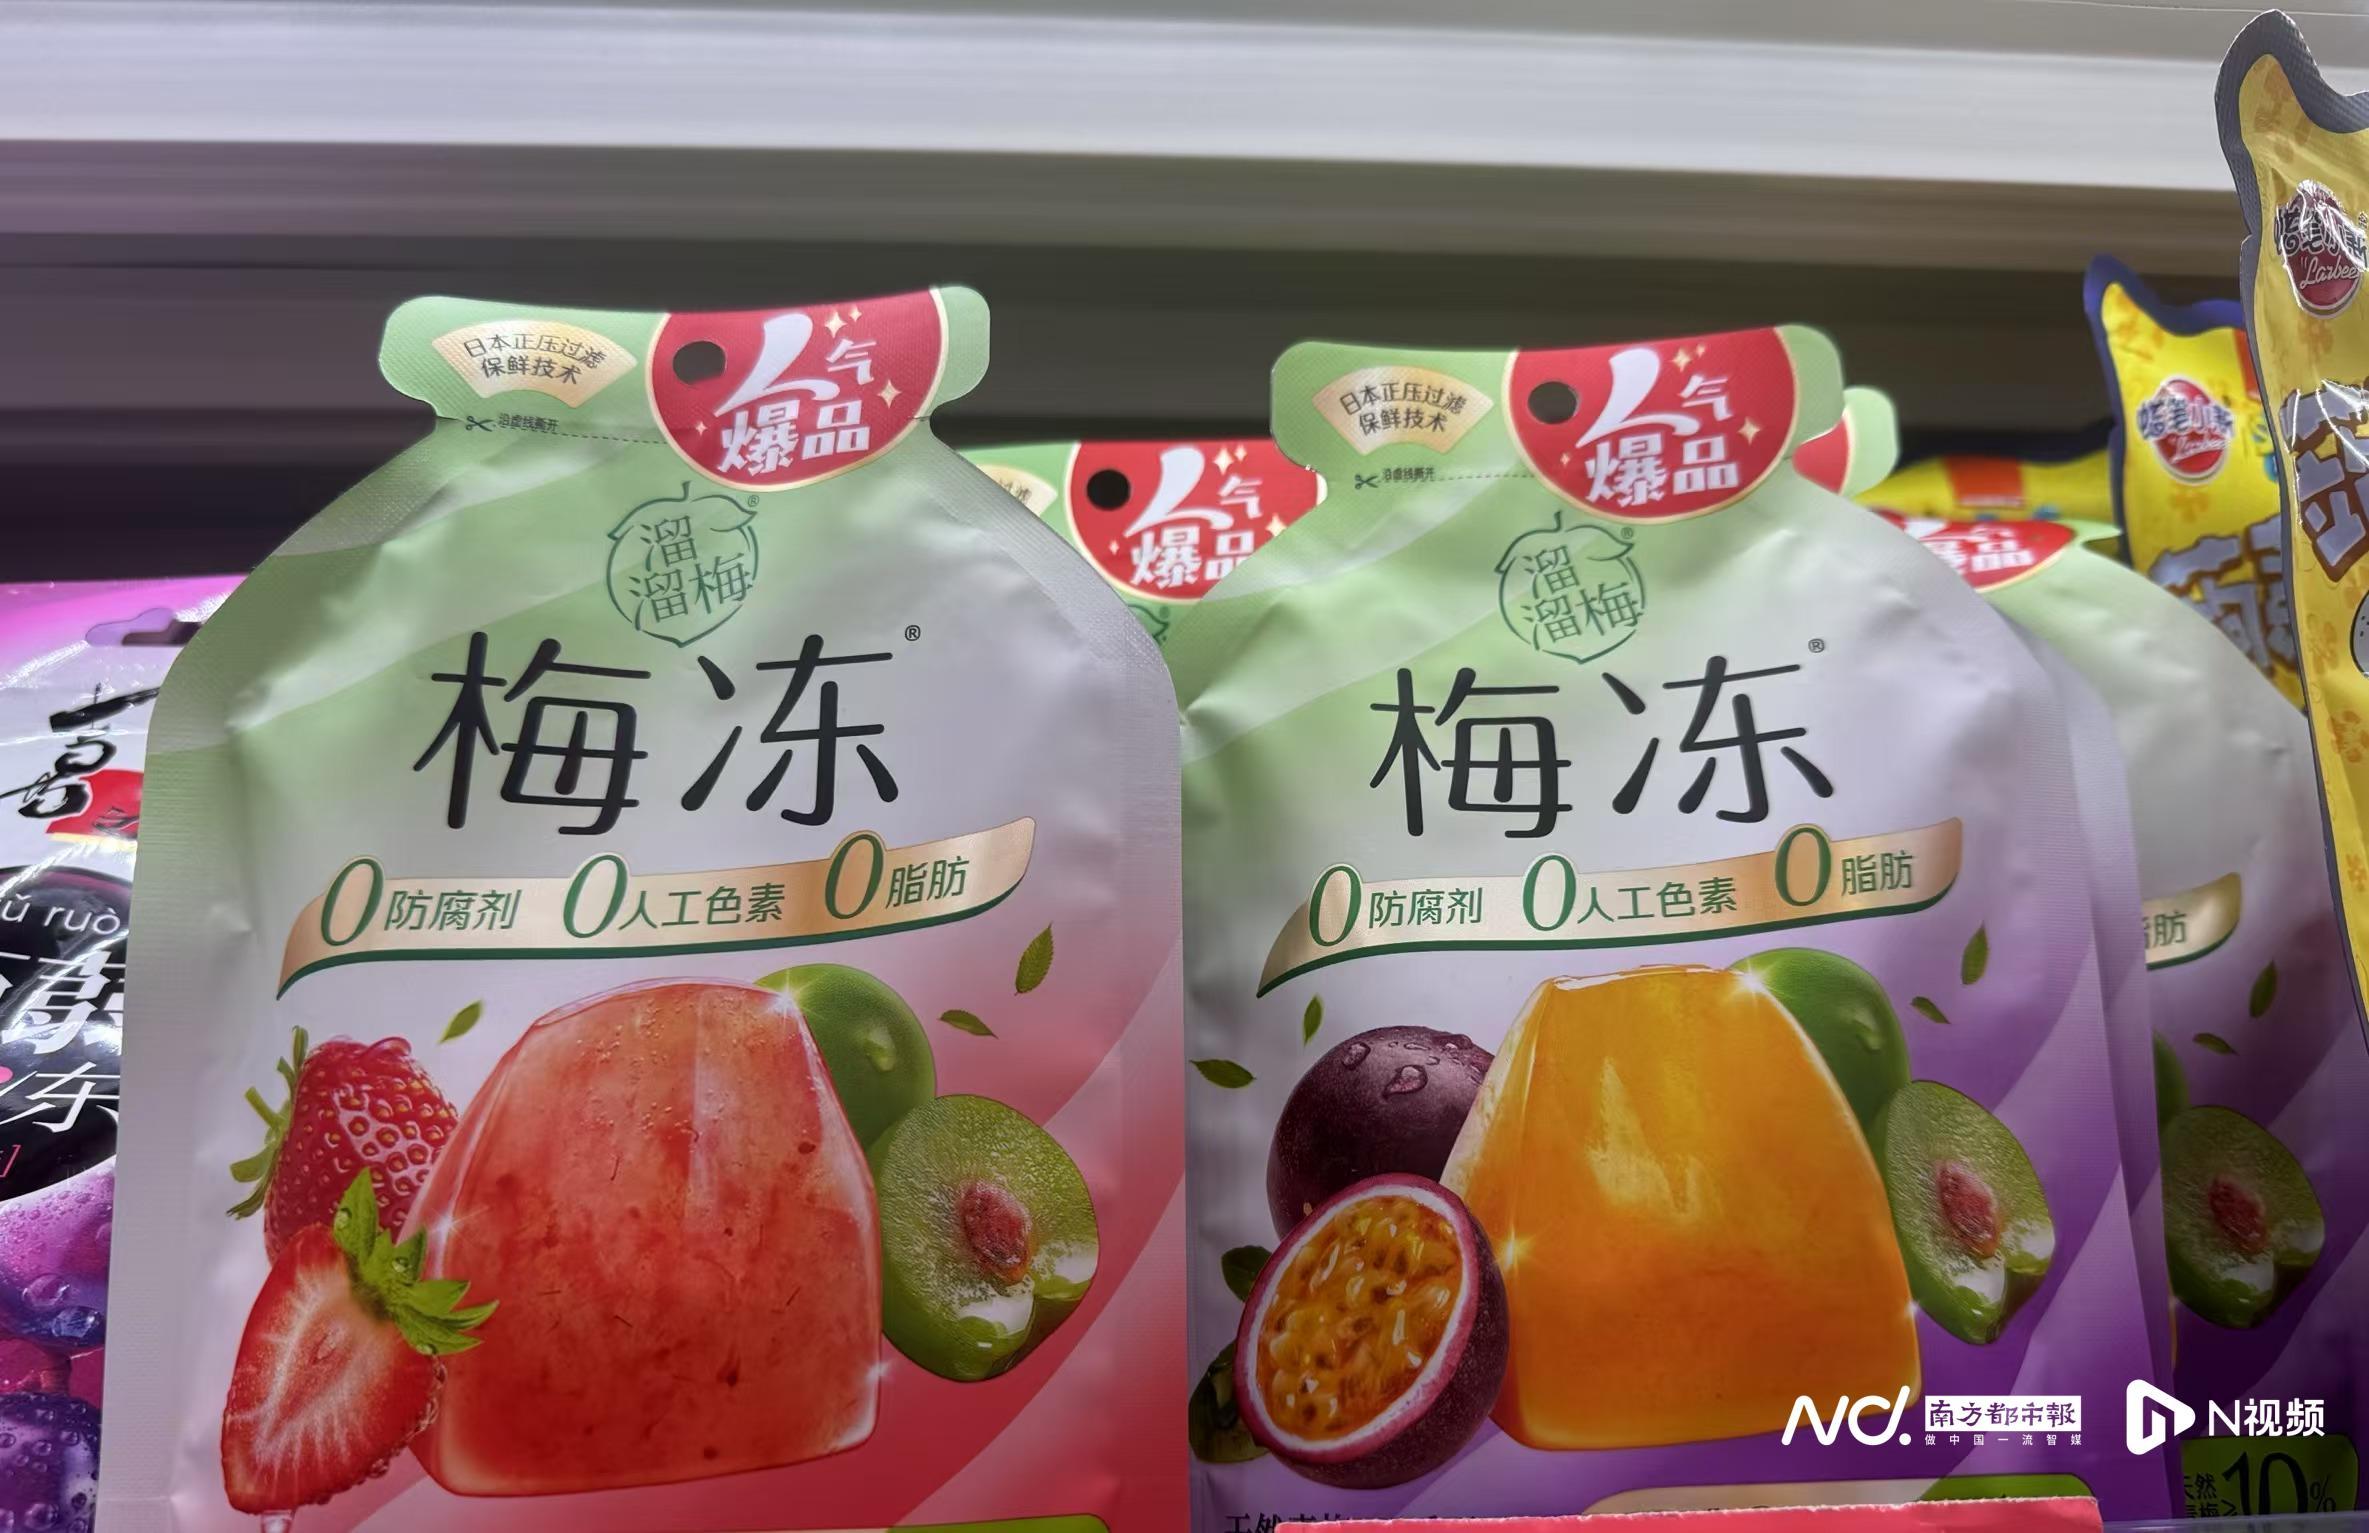 日本正压过滤
保鲜技术
人气
爆品
沿虚线撕开
溜
溜梅
®
梅冻
®
0防腐剂 0人工色素 0脂肪
人气
爆品
日本正压过滤
保鲜技术
人气
爆品
沿虚线撕开
溜
溜梅
®
梅冻
®
0防腐剂 0人工色素 0脂肪
脂肪
喜
ruò
冻
蜡笔小新
Larbee
蜡笔小新
Larbee
10%
南方都市報
做中国一流智媒
N视频